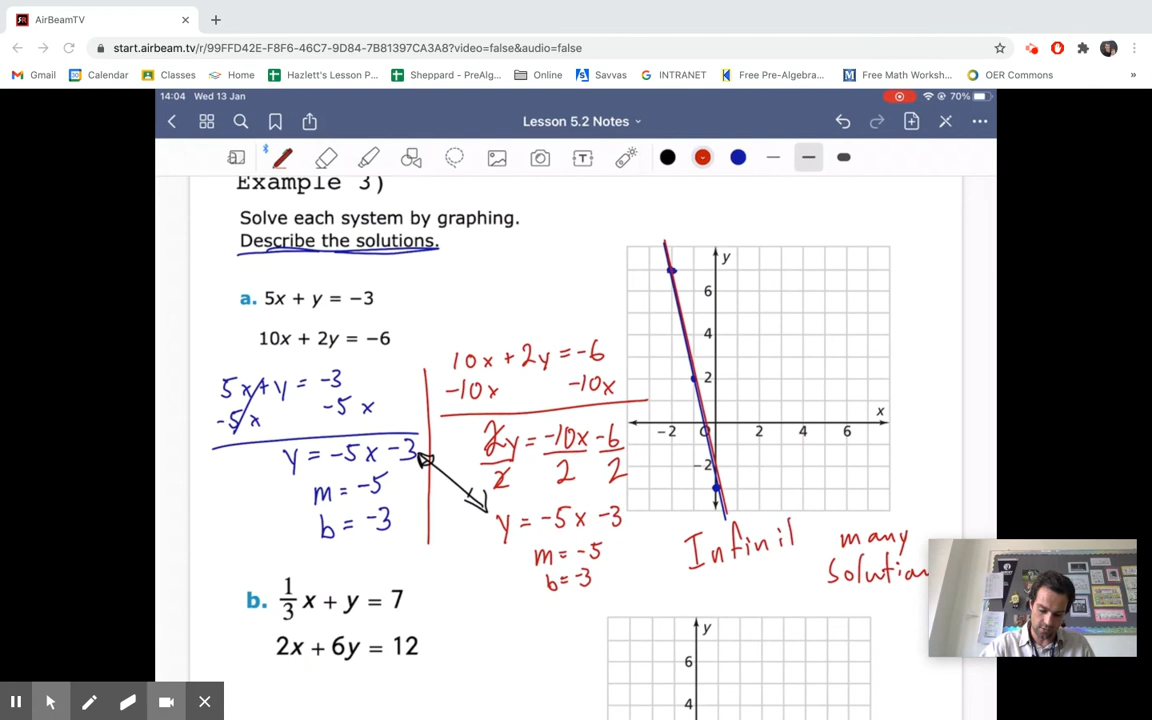 AirBeamTV
start.airbeam.tv/r/99FFD42E-F8F6-46C7-9D84-7B81397CA3A8?video=false&audio=false
Gmail Calendar Classes Home Hazlett's Lesson P... Sheppard - PreAlg... Online Savvas INTRANET Free Pre-Algebra... Free Math Worksh... OER Commons »
14:04 Wed 13 Jan 70%
Lesson 5.2 Notes
Example 3)
Solve each system by graphing.
Describe the solutions.
a. 5x + y = −3
10x + 2y = −6
5x + y = -3
-5x -5x
y = -5x -3
m = -5
b = -3
10x + 2y = -6
-10x -10x
2y = -10x -6
2 2 2
y = -5x -3
m = -5
b = -3
y
6
4
2
x
−2 O 2 4 6
−2
Infinit many
solution
b. 1/3 x + y = 7
2x + 6y = 12
y
6
4